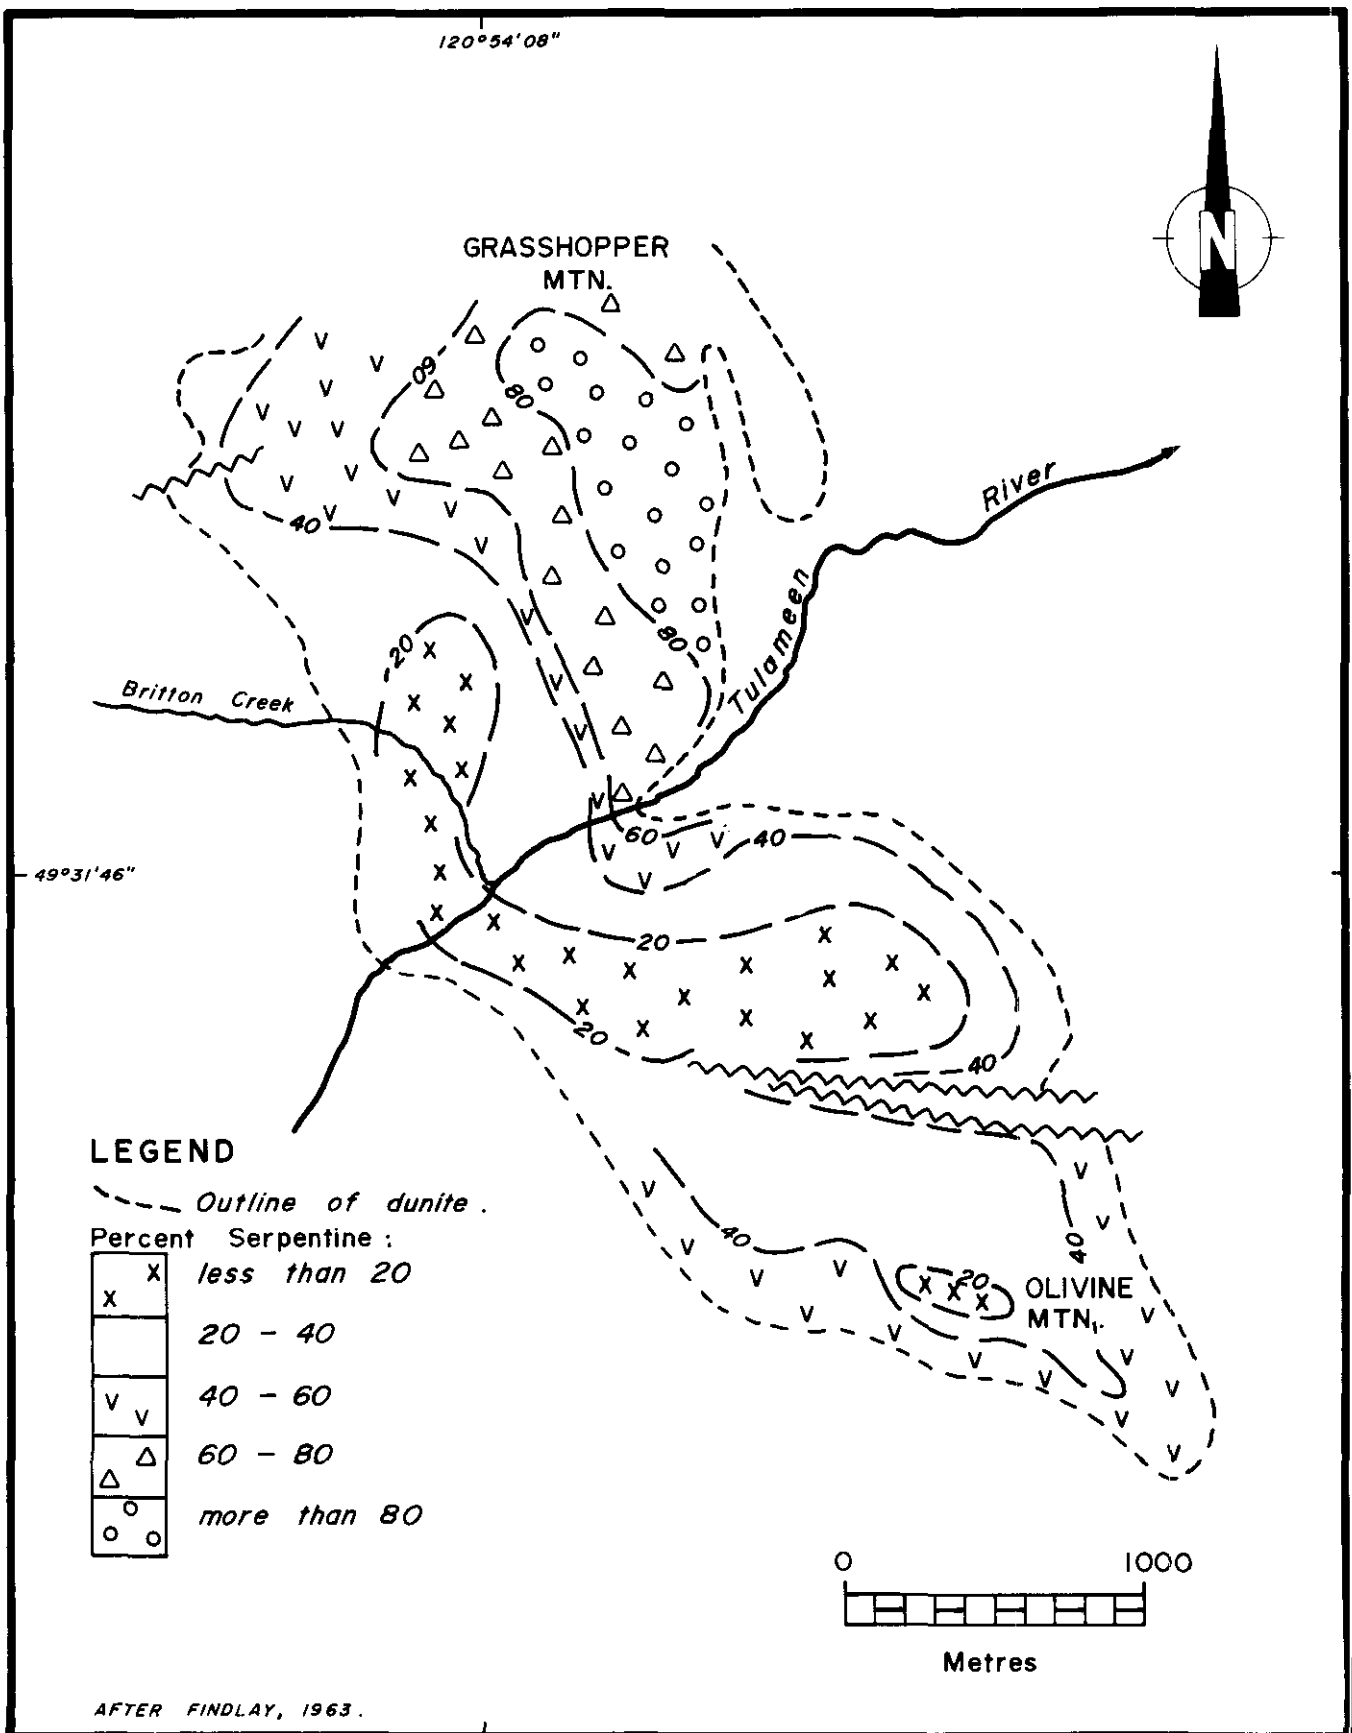 120°54'08"
N
GRASSHOPPER
MTN.
60
80
40
River
Tulameen
20
80
Britton Creek
60
40
49°31'46"
20
20
40
LEGEND
Outline of dunite.
Percent Serpentine:
x x less than 20
20 - 40
v v 40 - 60
△ △ 60 - 80
o o o more than 80
40
40
20
OLIVINE
MTN.
0 1000
Metres
AFTER FINDLAY, 1963.